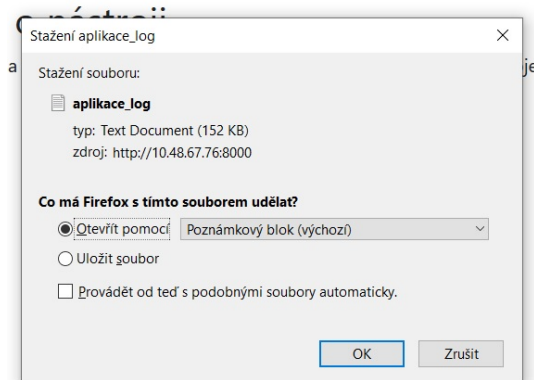 Stažení aplikace_log
a
Stažení souboru:
aplikace_log
typ: Text Document (152 KB)
zdroj: http://10.48.67.76:8000
Co má Firefox s tímto souborem udělat?
Otevřít pomocí Poznámkový blok (výchozí)
Uložit soubor
Provádět od teď s podobnými soubory automaticky.
OK Zrušit